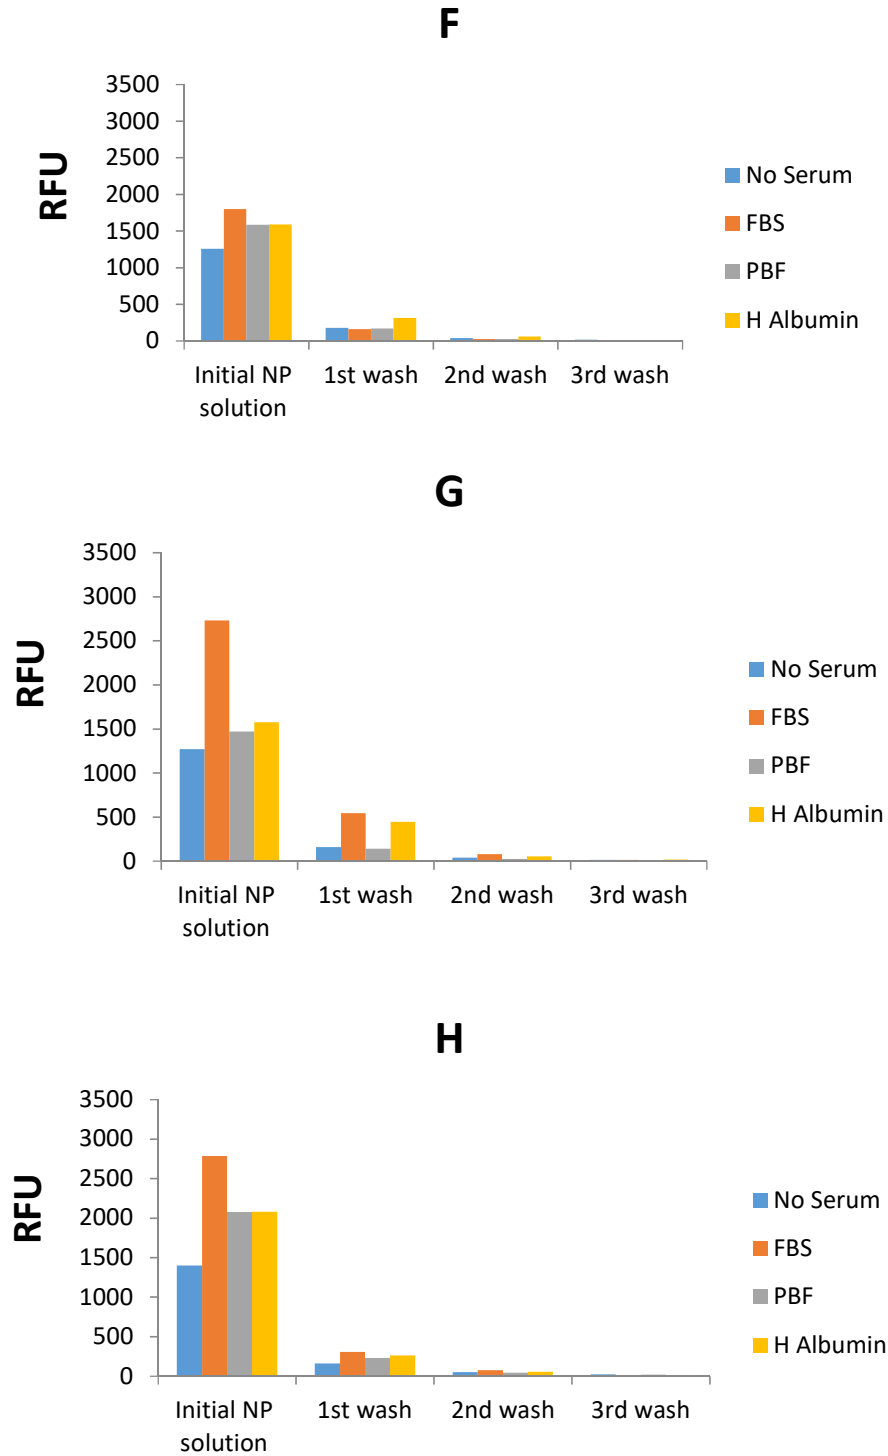 F
3500
3000
2500
2000
1500
1000
500
0
RFU
Initial NP
solution
1st wash
2nd wash
3rd wash
No Serum
FBS
PBF
H Albumin
G
3500
3000
2500
2000
1500
1000
500
0
RFU
Initial NP
solution
1st wash
2nd wash
3rd wash
No Serum
FBS
PBF
H Albumin
H
3500
3000
2500
2000
1500
1000
500
0
RFU
Initial NP
solution
1st wash
2nd wash
3rd wash
No Serum
FBS
PBF
H Albumin